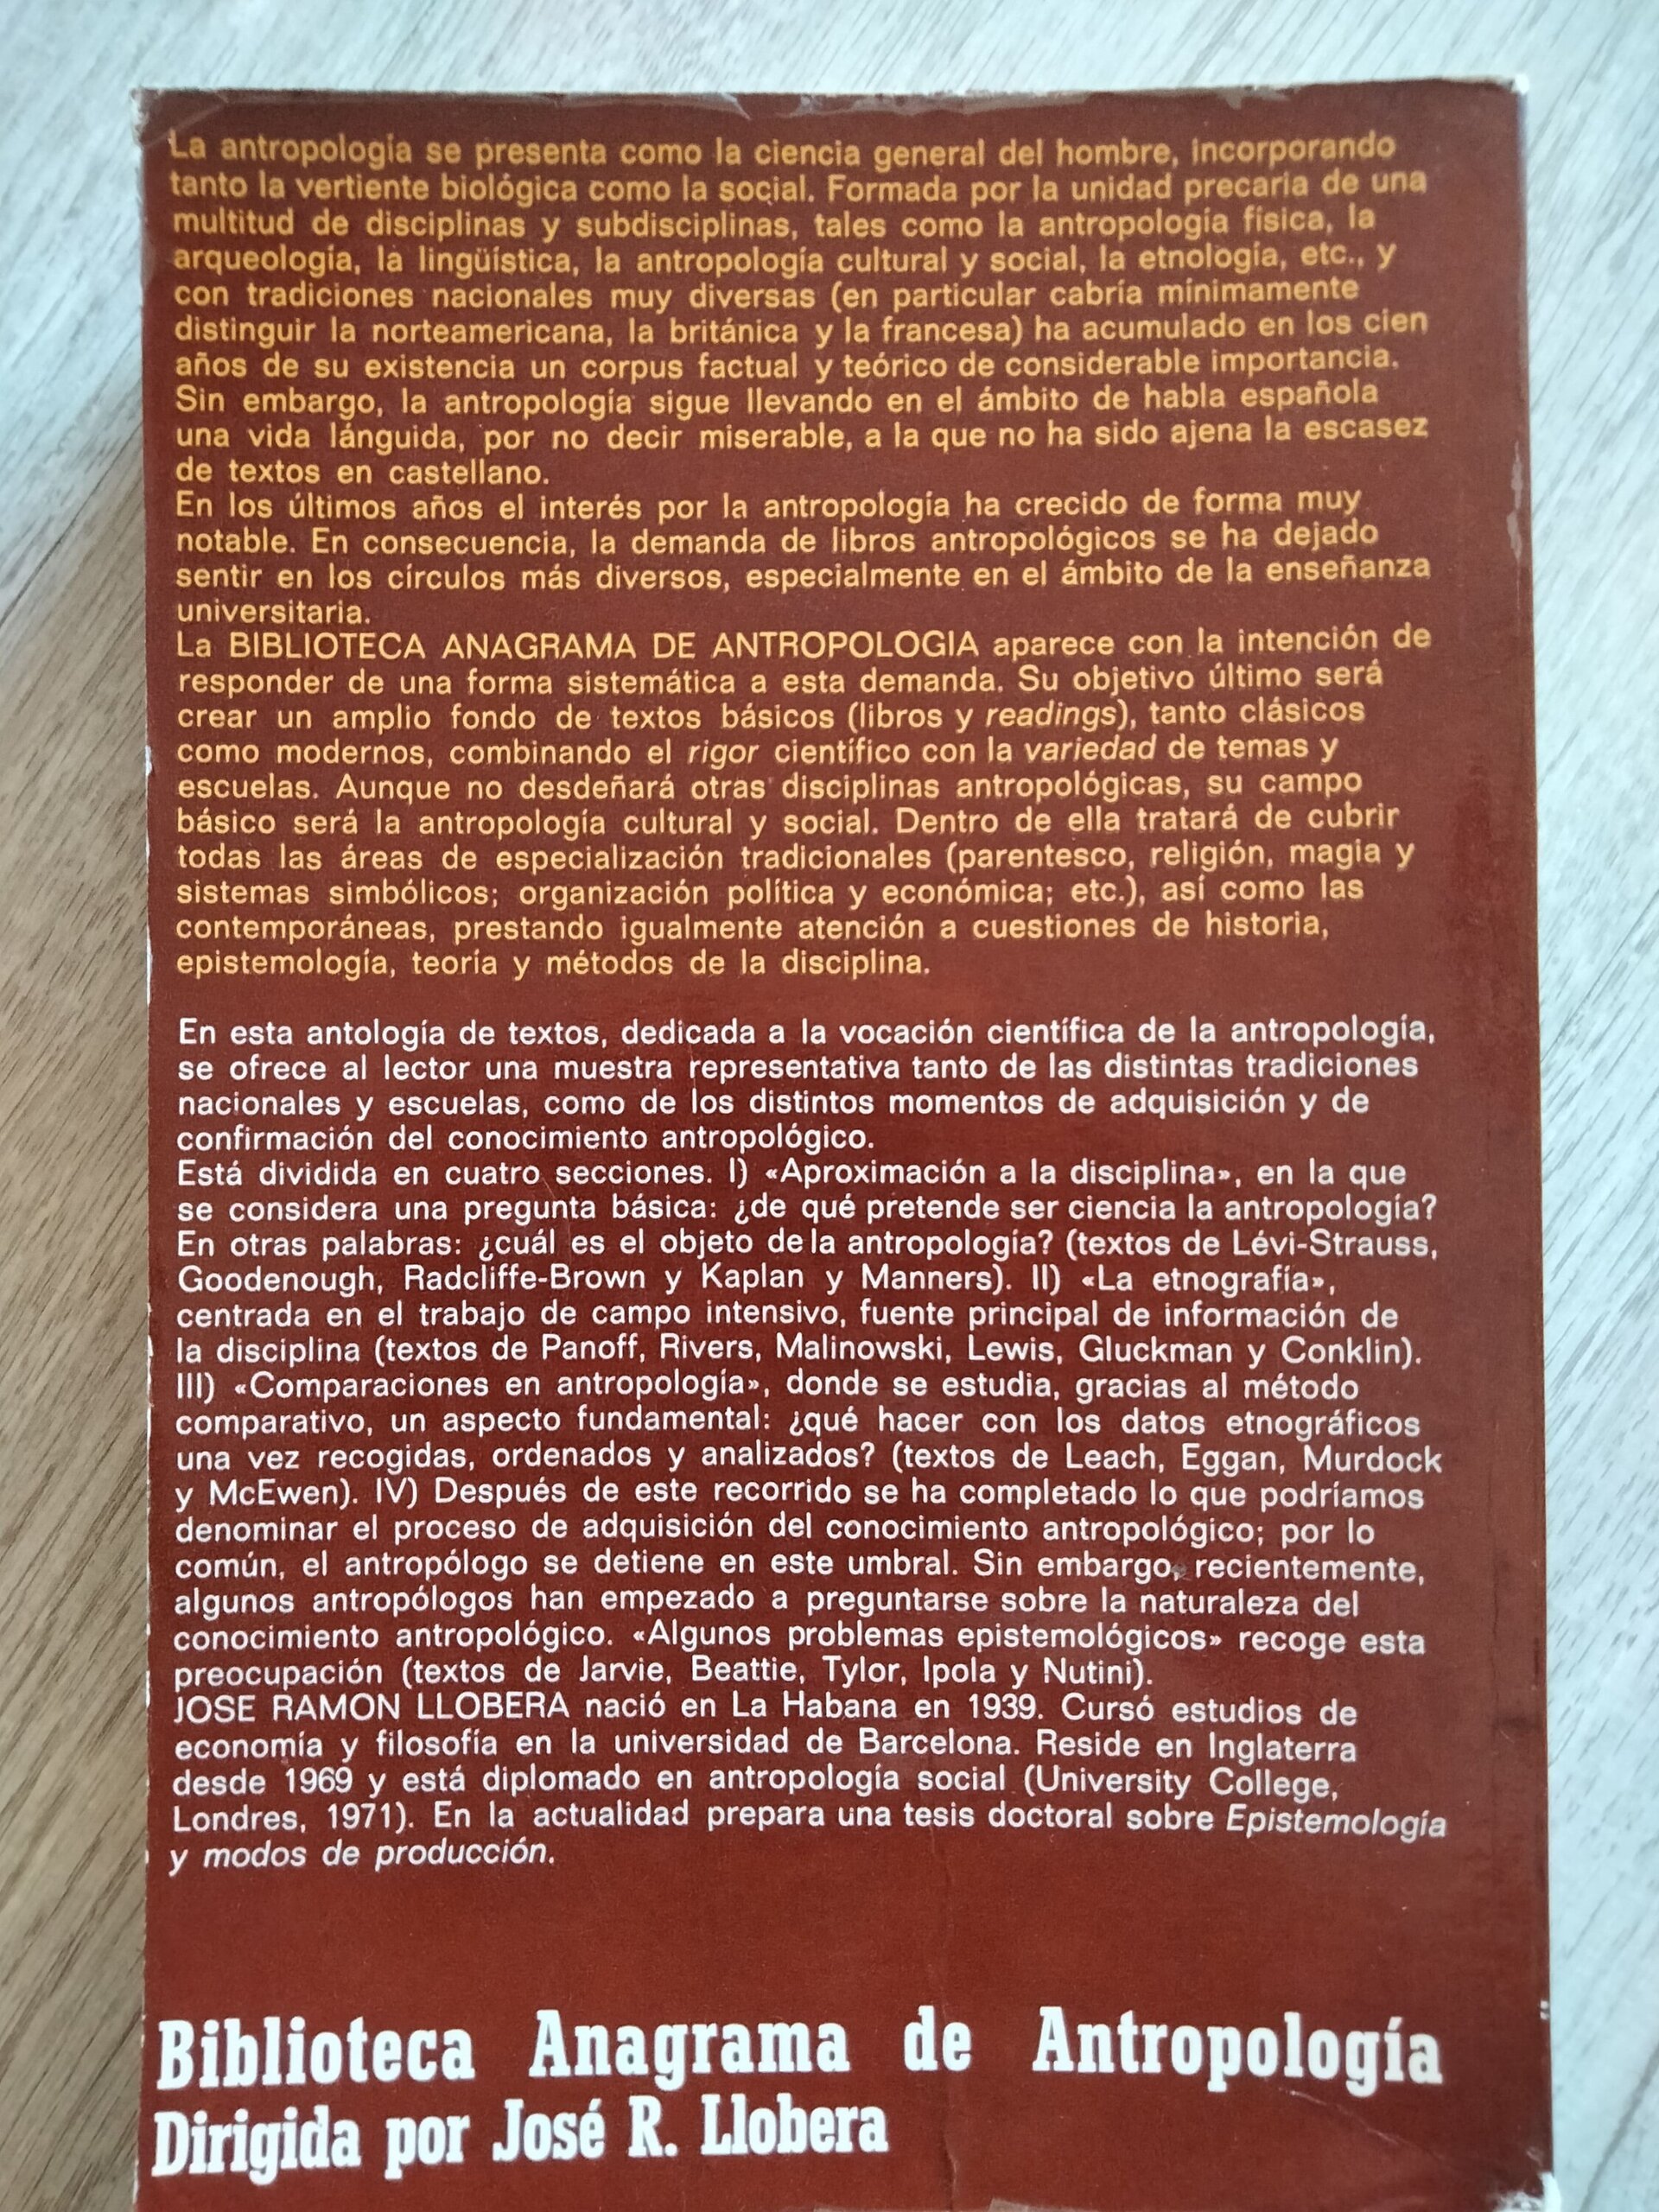 La antropología se presenta como la ciencia general del hombre, incorporando
tanto la vertiente biológica como la social. Formada por la unidad precaria de una
multitud de disciplinas y subdisciplinas, tales como la antropología física, la
arqueología, la lingüística, la antropología cultural y social, la etnología, etc., y
con tradiciones nacionales muy diversas (en particular cabría mínimamente
distinguir la norteamericana, la británica y la francesa) ha acumulado en los cien
años de su existencia un corpus factual y teórico de considerable importancia.
Sin embargo, la antropología sigue llevando en el ámbito de habla española
una vida lánguida, por no decir miserable, a la que no ha sido ajena la escasez
de textos en castellano.
En los últimos años el interés por la antropología ha crecido de forma muy
notable. En consecuencia, la demanda de libros antropológicos se ha dejado
sentir en los círculos más diversos, especialmente en el ámbito de la enseñanza
universitaria.
La BIBLIOTECA ANAGRAMA DE ANTROPOLOGIA aparece con la intención de
responder de una forma sistemática a esta demanda. Su objetivo último será
crear un amplio fondo de textos básicos (libros y readings), tanto clásicos
como modernos, combinando el rigor científico con la variedad de temas y
escuelas. Aunque no desdeñará otras disciplinas antropológicas, su campo
básico será la antropología cultural y social. Dentro de ella tratará de cubrir
todas las áreas de especialización tradicionales (parentesco, religión, magia y
sistemas simbólicos; organización política y económica; etc.), así como las
contemporáneas, prestando igualmente atención a cuestiones de historia,
epistemología, teoría y métodos de la disciplina.
En esta antología de textos, dedicada a la vocación científica de la antropología,
se ofrece al lector una muestra representativa tanto de las distintas tradiciones
nacionales y escuelas, como de los distintos momentos de adquisición y de
confirmación del conocimiento antropológico.
Está dividida en cuatro secciones. I) «Aproximación a la disciplina», en la que
se considera una pregunta básica: ¿de qué pretende ser ciencia la antropología?
En otras palabras: ¿cuál es el objeto de la antropología? (textos de Lévi-Strauss,
Goodenough, Radcliffe-Brown y Kaplan y Manners). II) «La etnografía»,
centrada en el trabajo de campo intensivo, fuente principal de información de
la disciplina (textos de Panoff, Rivers, Malinowski, Lewis, Gluckman y Conklin).
III) «Comparaciones en antropología», donde se estudia, gracias al método
comparativo, un aspecto fundamental: ¿qué hacer con los datos etnográficos
una vez recogidas, ordenados y analizados? (textos de Leach, Eggan, Murdock
y McEwen). IV) Después de este recorrido se ha completado lo que podríamos
denominar el proceso de adquisición del conocimiento antropológico; por lo
común, el antropólogo se detiene en este umbral. Sin embargo, recientemente,
algunos antropólogos han empezado a preguntarse sobre la naturaleza del
conocimiento antropológico. «Algunos problemas epistemológicos» recoge esta
preocupación (textos de Jarvie, Beattie, Tylor, Ipola y Nutini).
JOSE RAMON LLOBERA nació en La Habana en 1939. Cursó estudios de
economía y filosofía en la universidad de Barcelona. Reside en Inglaterra
desde 1969 y está diplomado en antropología social (University College,
Londres, 1971). En la actualidad prepara una tesis doctoral sobre Epistemología
y modos de producción.
Biblioteca Anagrama de Antropología
Dirigida por José R. Llobera